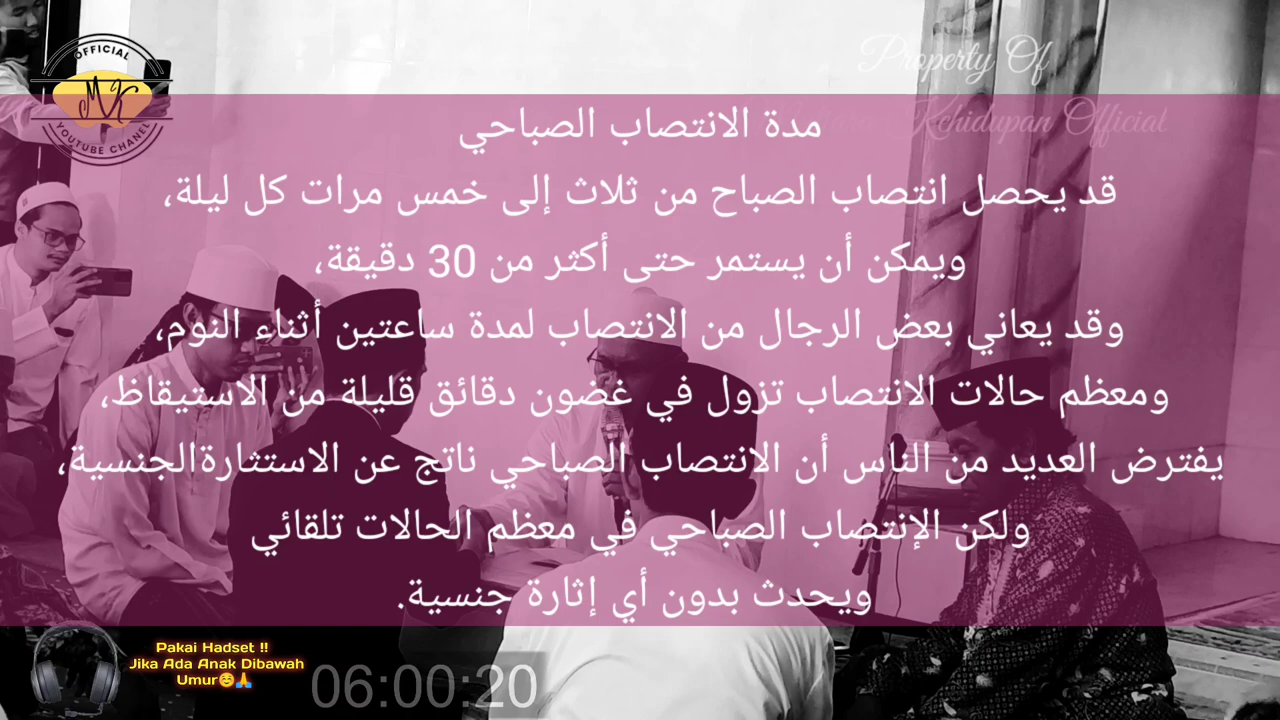 OFFICIAL
MK
YOUTUBE CHANNEL
Property Of
Kehidupan Official
مدة الانتصاب الصباحي
قد يحصل انتصاب الصباح من ثلاث إلى خمس مرات كل ليلة،
ويمكن أن يستمر حتى أكثر من 30 دقيقة،
وقد يعاني بعض الرجال من الانتصاب لمدة ساعتين أثناء النوم،
ومعظم حالات الانتصاب تزول في غضون دقائق قليلة من الاستيقاظ،
يفترض العديد من الناس أن الانتصاب الصباحي ناتج عن الاستثارةالجنسية،
ولكن الإنتصاب الصباحي في معظم الحالات تلقائي
ويحدث بدون أي إثارة جنسية.
Pakai Hadset !!
Jika Ada Anak Dibawah
Umur☺️🙏
06:00:20